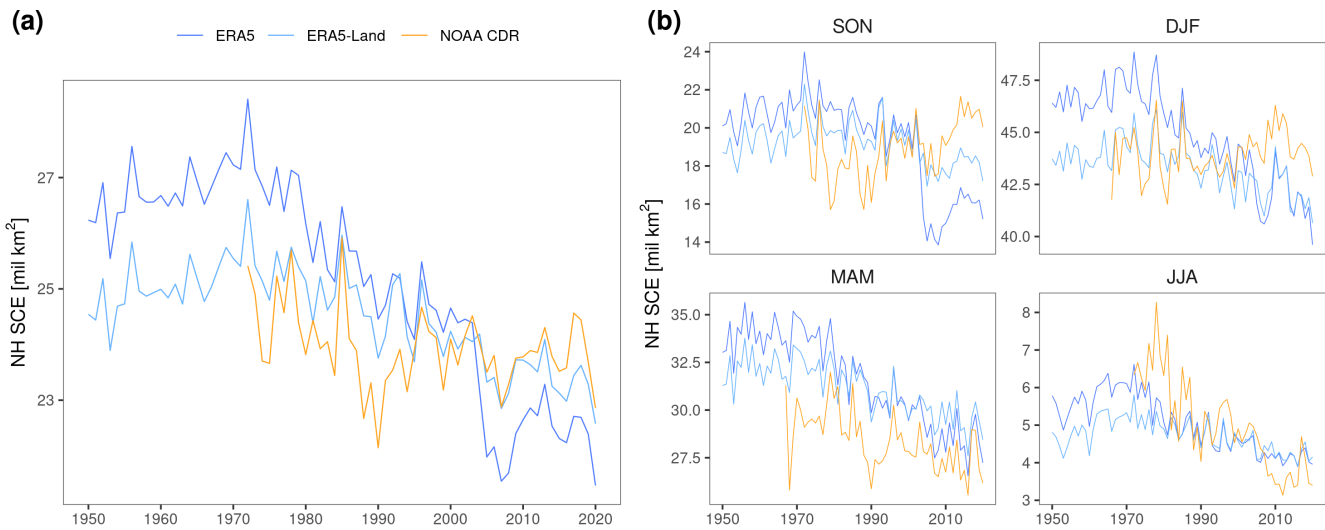 (a)
ERA5 ERA5-Land NOAA CDR
NH SCE [mil km²]
27
25
23
1950 1960 1970 1980 1990 2000 2010 2020
(b)
NH SCE [mil km²]
SON
24
22
20
18
16
14
DJF
47.5
45.0
42.5
40.0
MAM
35.0
32.5
30.0
27.5
1950 1970 1990 2010
JJA
8
7
6
5
4
3
1950 1970 1990 2010